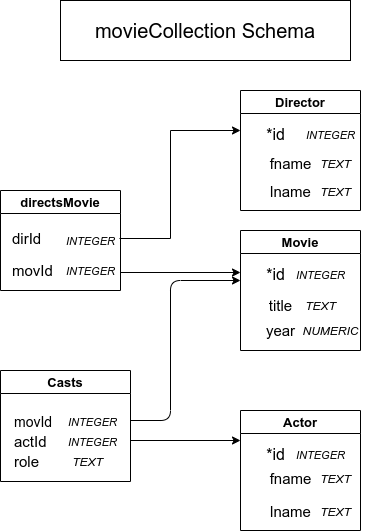 movieCollection Schema
Director
*id INTEGER
fname TEXT
lname TEXT
directsMovie
dirId INTEGER
movId INTEGER
Movie
*id INTEGER
title TEXT
year NUMERIC
Casts
movId INTEGER
actId INTEGER
role TEXT
Actor
*id INTEGER
fname TEXT
lname TEXT